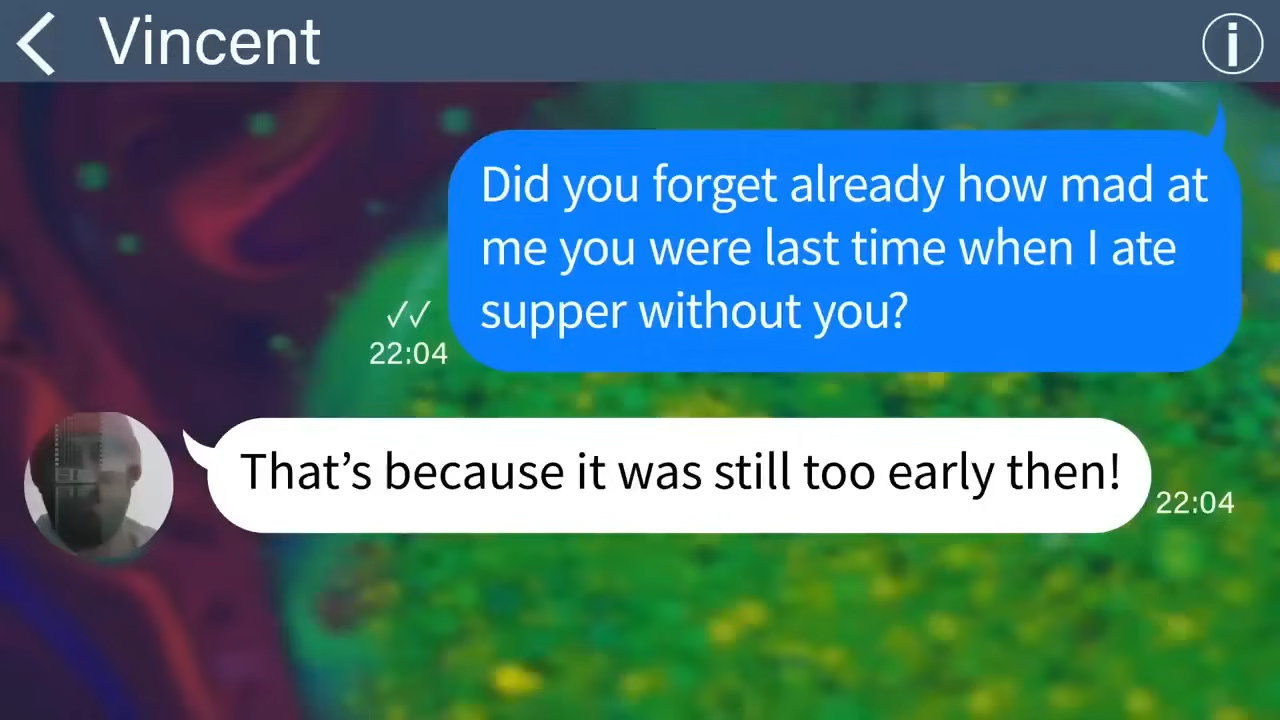 Vincent
Did you forget already how mad at
me you were last time when I ate
supper without you?
22:04
That’s because it was still too early then!
22:04